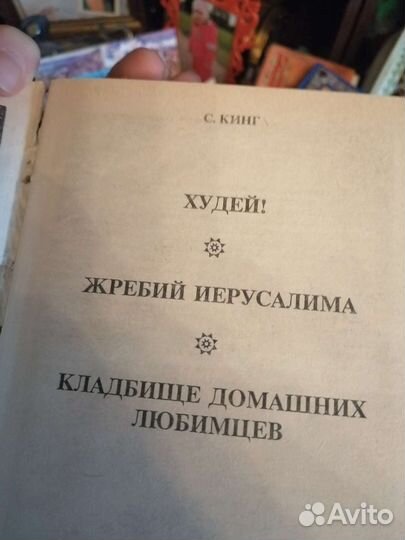 С. КИНГ
ХУДЕЙ!
ЖРЕБИЙ ИЕРУСАЛИМА
КЛАДБИЩЕ ДОМАШНИХ
ЛЮБИМЦЕВ
Avito